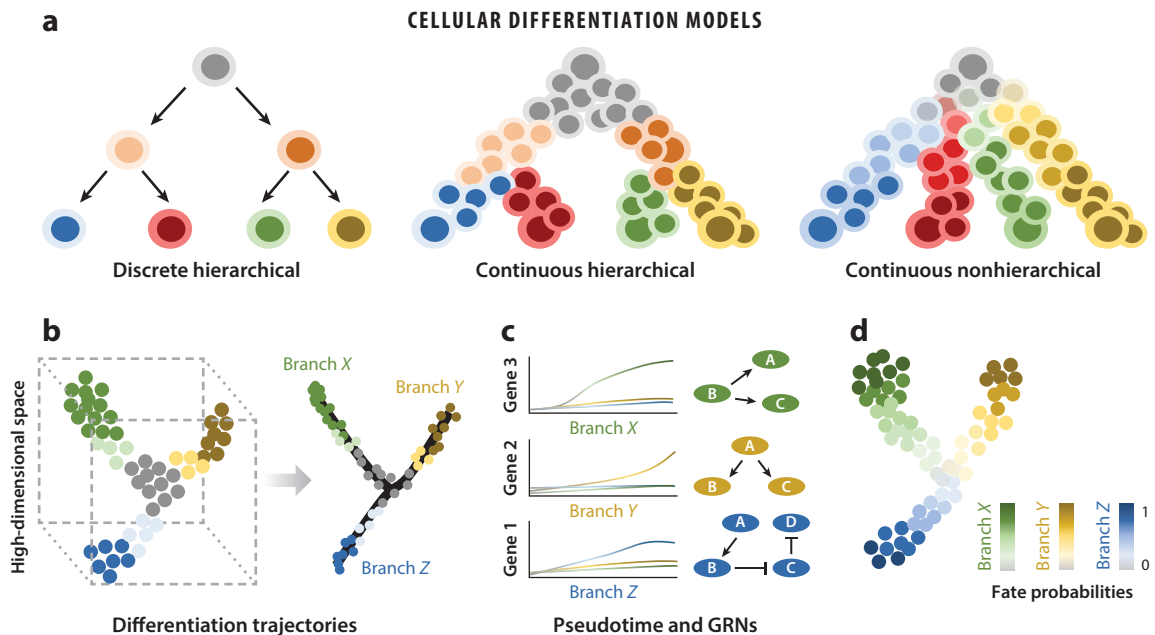 CELLULAR DIFFERENTIATION MODELS
a
Discrete hierarchical
Continuous hierarchical
Continuous nonhierarchical
b
High-dimensional space
Branch X
Branch Y
Branch Z
Differentiation trajectories
c
Gene 3
Branch X
A
B
C
Gene 2
Branch Y
A
B
C
Gene 1
Branch Z
A
D
B
C
Pseudotime and GRNs
d
Branch X
Branch Y
Branch Z
1
0
Fate probabilities